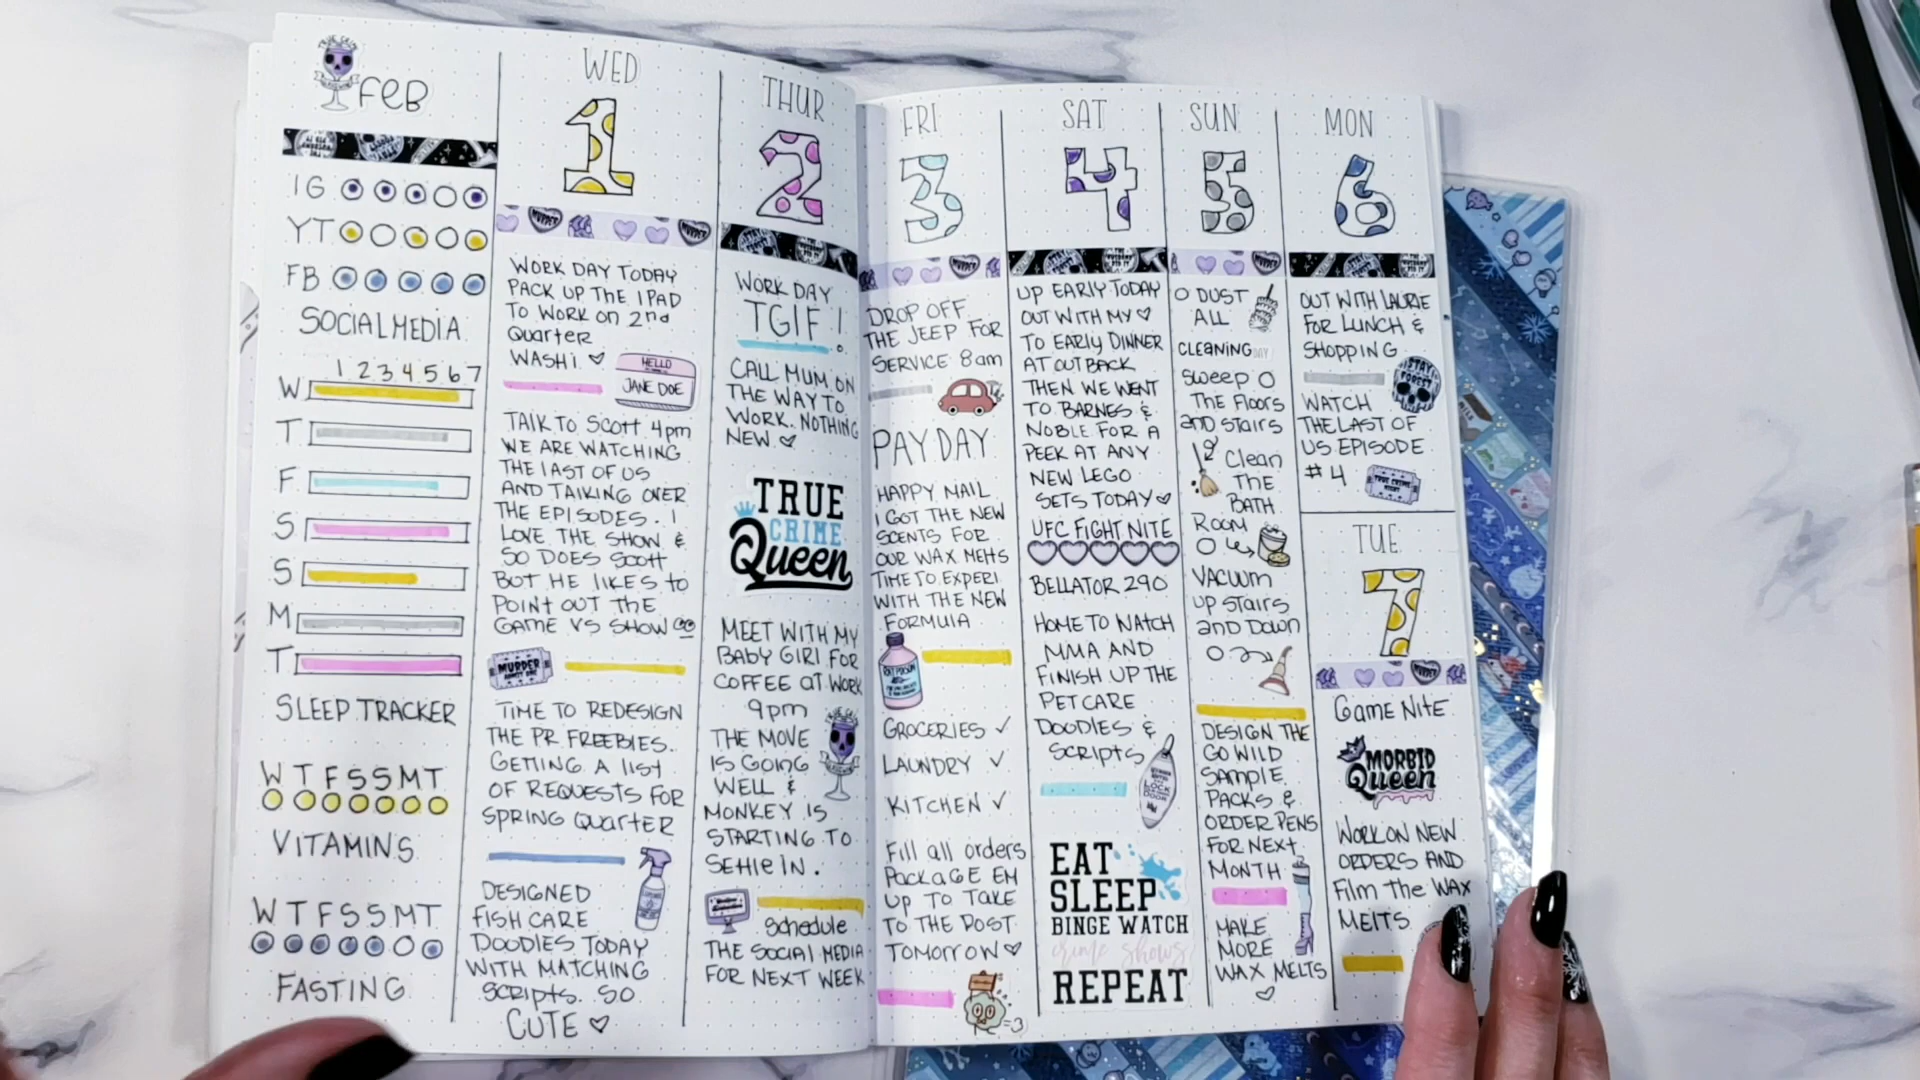 FEB
IG
YT
FB
SOCIAL MEDIA
1 2 3 4 5 6 7
W
T
F
S
S
M
T
SLEEP TRACKER
W T F S S M T
VITAMINS
W T F S S M T
FASTING
WED
1
MURDER
MURDER
WORK DAY TODAY
PACK UP THE IPAD
TO WORK ON 2nd
Quarter
WASHI
HELLO
JANE DOE
TALK TO SCOTT 4pm
WE ARE WATCHING
THE LAST OF US
AND TALKING OVER
THE EPISODES. I
LOVE THE SHOW &
SO DOES SCOTT
BUT HE LIKES TO
POINT OUT THE
GAME VS SHOW
MURDER
TIME TO REDESIGN
THE PR FREEBIES.
GETTING A LIST
OF REQUESTS FOR
SPRING QUARTER
DESIGNED
FISH CARE
DOODLES TODAY
WITH MATCHING
SCRIPTS. SO
CUTE
THUR
2
WORK DAY
TGIF!
CALL MUM ON
THE WAY TO
WORK. NOTHING
NEW.
TRUE
CRIME
Queen
MEET WITH MY
BABY GIRL FOR
COFFEE AT WORK
9pm
THE MOVE
IS GOING
WELL &
MONKEY IS
STARTING TO
SETTLE IN.
schedule
THE SOCIAL MEDIA
FOR NEXT WEEK
FRI
3
MURDER
DROP OFF
THE JEEP FOR
SERVICE 8am
PAYDAY
HAPPY MAIL
I GOT THE NEW
SCENTS FOR
OUR WAX MELTS
TIME TO EXPERI
WITH THE NEW
FORMULA
GROCERIES ✓
LAUNDRY ✓
KITCHEN ✓
Fill all orders
PACKAGE EM
UP TO TAKE
TO THE POST
TOMORROW
SAT
4
UP EARLY TODAY
OUT WITH MY
TO EARLY DINNER
AT OUTBACK
THEN WE WENT
TO BARNES &
NOBLE FOR A
PEEK AT ANY
NEW LEGO
SETS TODAY
UFC FIGHT NITE
BELLATOR 290
HOME TO WATCH
MMA AND
FINISH UP THE
PET CARE
DOODLES &
SCRIPTS
EAT
SLEEP
BINGE WATCH
crime shows
REPEAT
SUN
5
MURDER
DUST
ALL
CLEANING DAY
Sweep
The Floors
and stairs
Clean
THE
BATH
ROOM
VACUUM
UP stairs
and DOWN
DESIGN THE
GO WILD
SAMPLE
PACKS &
ORDER PENS
FOR NEXT
MONTH
MAKE
MORE
WAX MELTS
MON
6
OUT WITH LAURIE
FOR LUNCH &
SHOPPING
STAY
FOREST
WATCH
THE LAST OF
US EPISODE
#4
TRUE CRIME
TUE
7
MURDER
Game NITE
MORBID
Queen
WORK ON NEW
ORDERS AND
Film THE WAX
MELTS